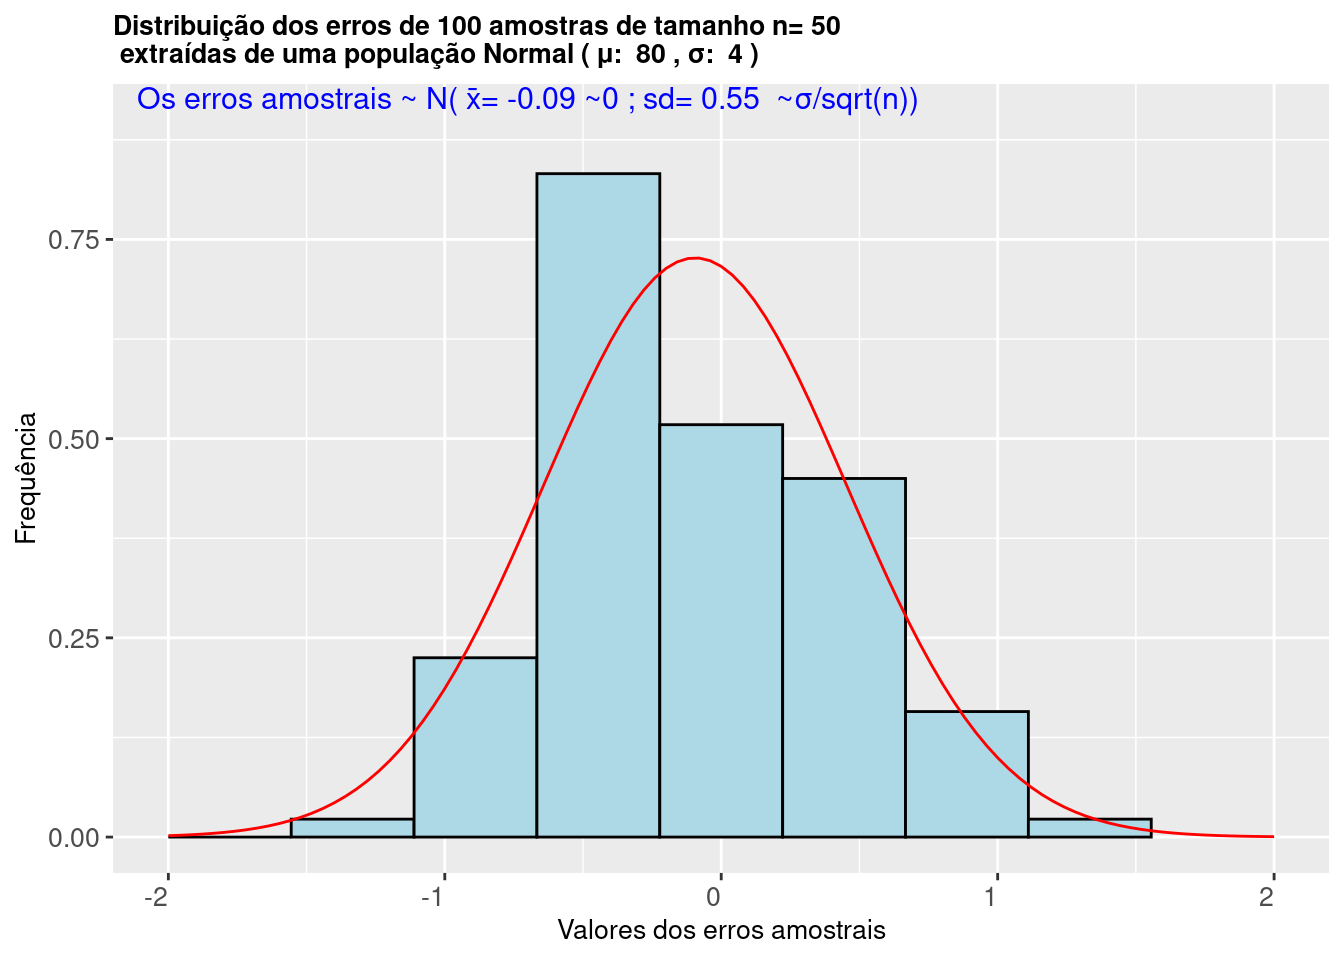 Distribuição dos erros de 100 amostras de tamanho n= 50
extraídas de uma população Normal ( μ:  80 , σ:  4 )
Os erros amostrais ~ N( x̄= -0.09 ~0 ; sd= 0.55  ~σ/sqrt(n))
Frequência
0.75
0.50
0.25
0.00
-2
-1
0
1
2
Valores dos erros amostrais